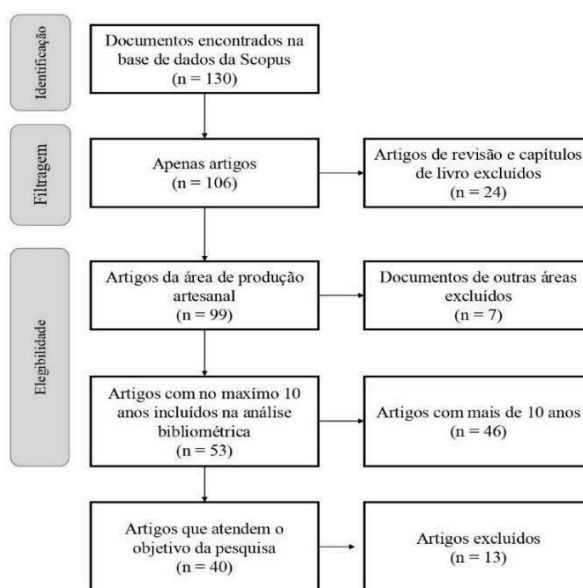 Identificação
Documentos encontrados na
base de dados da Scopus
(n = 130)
Filtragem
Apenas artigos
(n = 106)
Artigos de revisão e capítulos
de livro excluídos
(n = 24)
Elegibilidade
Artigos da área de produção
artesanal
(n = 99)
Documentos de outras áreas
excluídos
(n = 7)
Artigos com no maxímo 10
anos incluídos na análise
bibliométrica
(n = 53)
Artigos com mais de 10 anos
(n = 46)
Artigos que atendem o
objetivo da pesquisa
(n = 40)
Artigos excluídos
(n = 13)